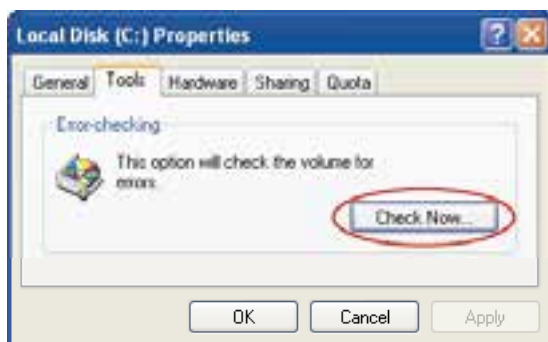 Local Disk (C:) Properties
General Tools Hardware Sharing Quota
Error-checking
This option will check the volume for
errors.
Check Now...
OK Cancel Apply